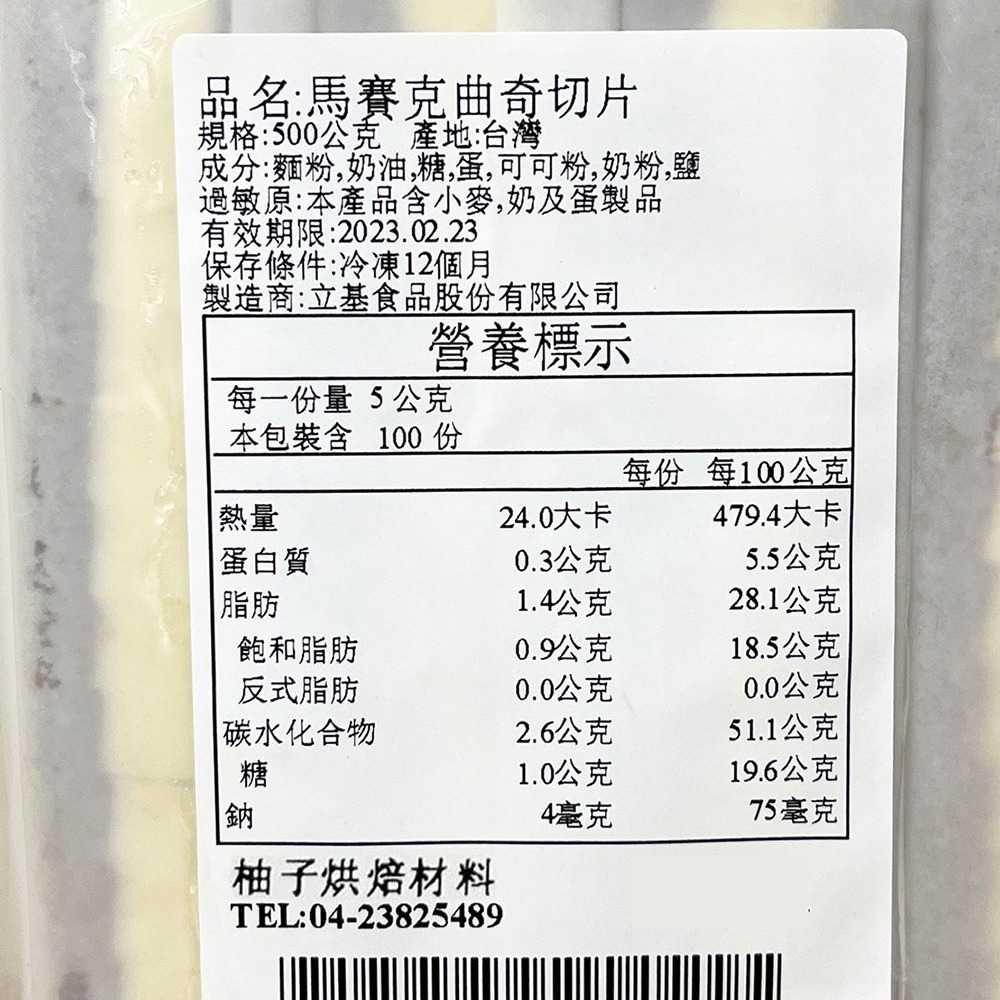 品名:馬賽克曲奇切片
規格:500公克 產地:台灣
成分:麵粉,奶油,糖,蛋,可可粉,奶粉,鹽
過敏原:本產品含小麥,奶及蛋製品
有效期限:2023.02.23
保存條件:冷凍12個月
製造商:立基食品股份有限公司
營養標示
每一份量 5 公克
本包裝含 100 份
每份 每100公克
熱量 24.0大卡 479.4大卡
蛋白質 0.3公克 5.5公克
脂肪 1.4公克 28.1公克
飽和脂肪 0.9公克 18.5公克
反式脂肪 0.0公克 0.0公克
碳水化合物 2.6公克 51.1公克
糖 1.0公克 19.6公克
鈉 4毫克 75毫克
柚子烘焙材料
TEL:04-23825489